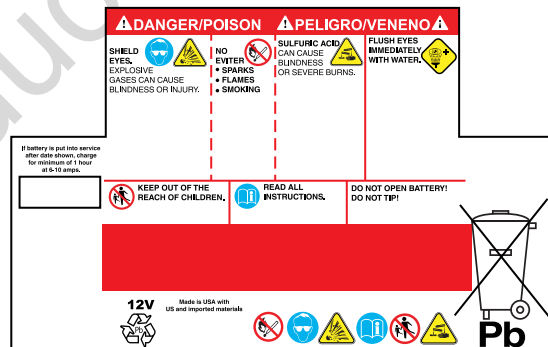 DANGER/POISON
PELIGRO/VENENO
SHIELD
EYES.
EXPLOSIVE
GASES CAN CAUSE
BLINDNESS OR INJURY.
NO
EVITER
• SPARKS
• FLAMES
• SMOKING
SULFURIC ACID
CAN CAUSE
BLINDNESS
OR SEVERE BURNS.
FLUSH EYES
IMMEDIATELY
WITH WATER.
If battery is put into service
after date shown, charge
for minimum of 1 hour
at 6-10 amps.
KEEP OUT OF THE
REACH OF CHILDREN.
READ ALL
INSTRUCTIONS.
DO NOT OPEN BATTERY!
DO NOT TIP!
12V
Pb
Made is USA with
US and imported materials
Pb